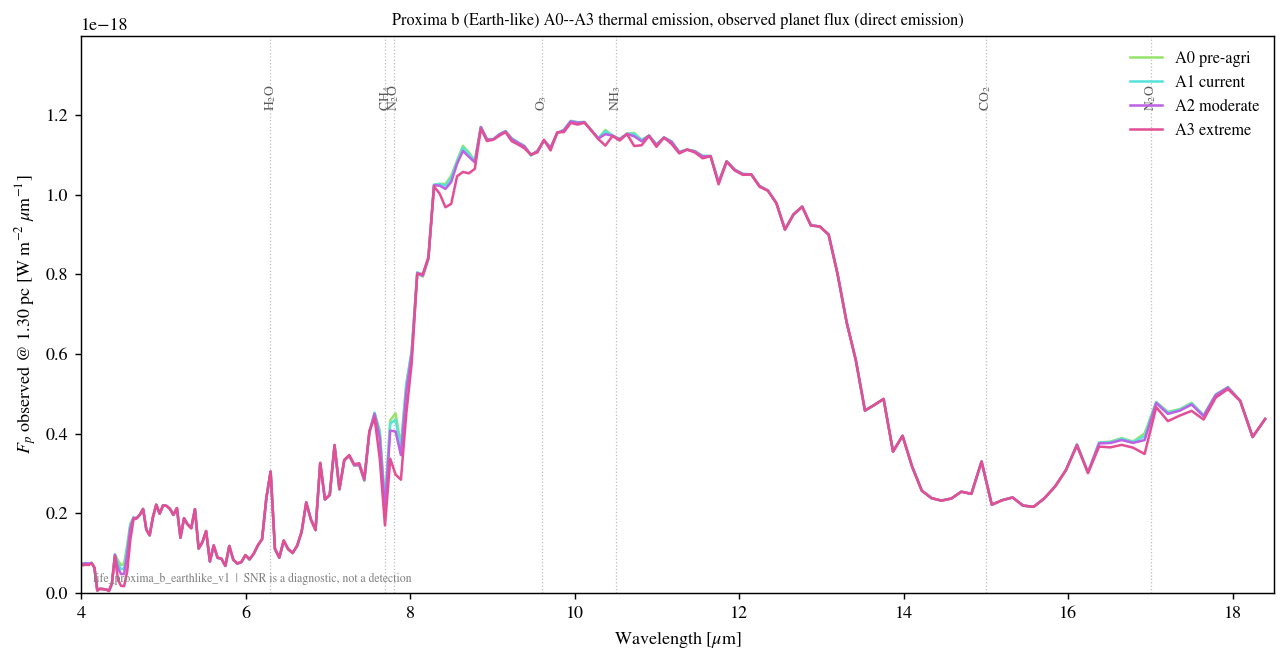 Proxima b (Earth-like) A0--A3 thermal emission, observed planet flux (direct emission)
1e−18
A0 pre-agri
A1 current
A2 moderate
A3 extreme
H₂O
CH₄
N₂O
O₃
NH₃
CO₂
N₂O
1.2
1.0
0.8
0.6
0.4
0.2
0.0
Fₚ observed @ 1.30 pc [W m⁻² μm⁻¹]
life_proxima_b_earthlike_v1 | SNR is a diagnostic, not a detection
4 6 8 10 12 14 16 18
Wavelength [μm]